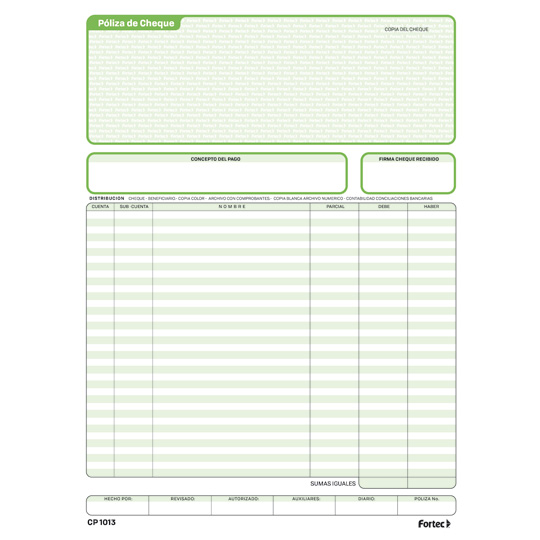 Póliza de Cheque
COPIA DEL CHEQUE
CONCEPTO DEL PAGO
FIRMA CHEQUE RECIBIDO
DISTRIBUCION CHEQUE - BENEFICIARIO - COPIA COLOR - ARCHIVO CON COMPROBANTES - COPIA BLANCA ARCHIVO NUMERICO - CONTABILIDAD CONCILIACIONES BANCARIAS
CUENTA SUB-CUENTA NOMBRE PARCIAL DEBE HABER
SUMAS IGUALES
HECHO POR: REVISADO: AUTORIZADO: AUXILIARES: DIARIO: POLIZA No.
CP 1013
Fortec